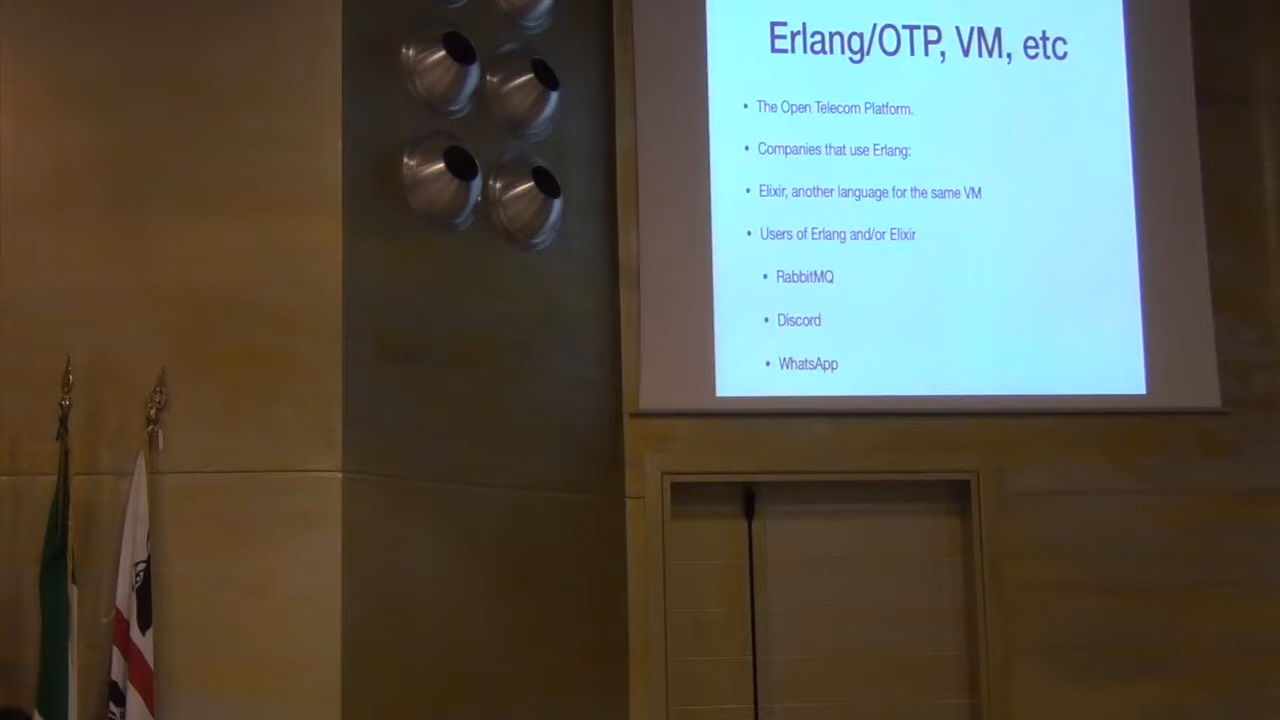 Erlang/OTP, VM, etc
• The Open Telecom Platform.
• Companies that use Erlang:
• Elixir, another language for the same VM
• Users of Erlang and/or Elixir
• RabbitMQ
• Discord
• WhatsApp